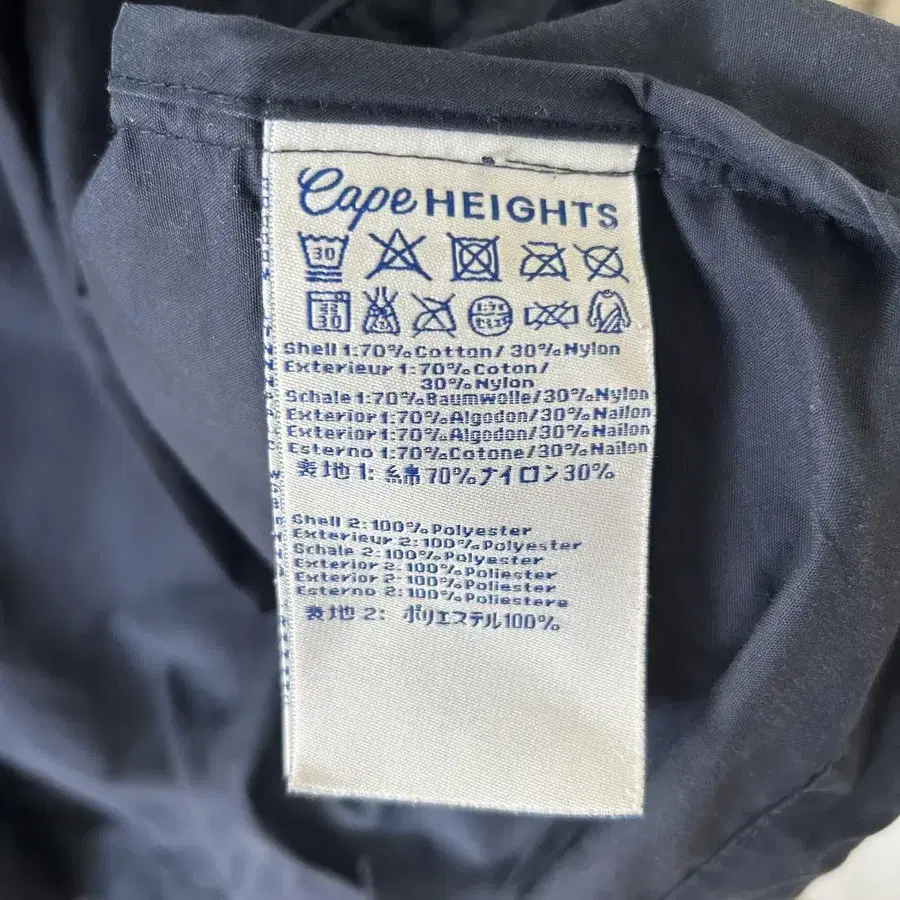 Cape HEIGHTS
30
30
Shell 1:70% Cotton/ 30% Nylon
Exterieur 1:70% Coton/
30% Nylon
Schale 1:70% Baumwolle/30% Nylon
Exterior 1:70% Algodon/30% Nailon
Exterior 1:70% Algodon/30% Nailon
Esterno 1:70% Cotone/30% Nailon
表地 1: 綿 70% ナイロン 30%
Shell 2:100% Polyester
Exterieur 2:100% Polyester
Schale 2:100% Polyester
Exterior 2:100% Poliester
Exterior 2:100% Poliester
Esterno 2:100% Poliestere
表地 2: ポリエステル100%